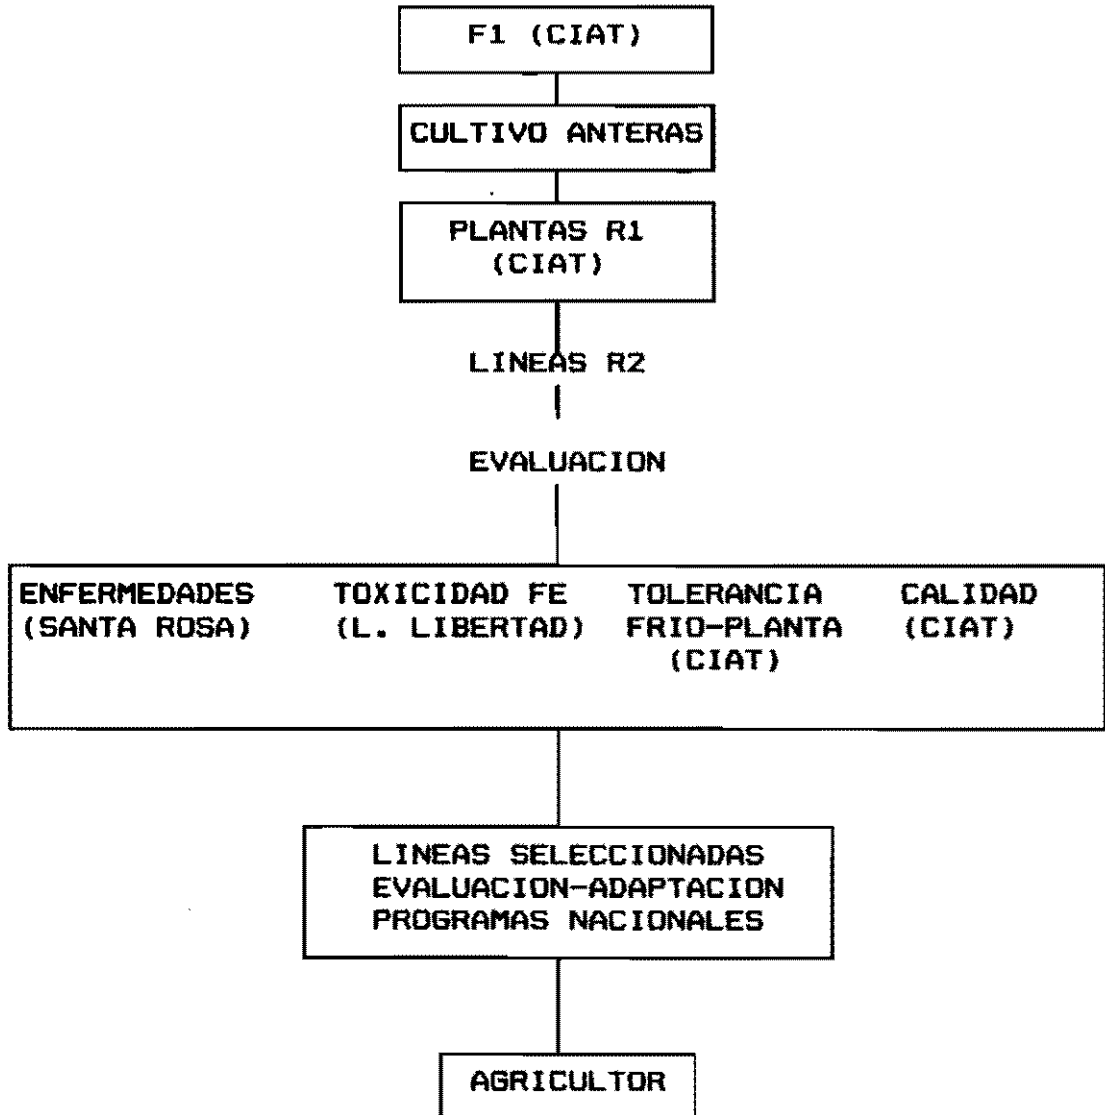 F1 (CIAT)
CULTIVO ANTERAS
PLANTAS R1
(CIAT)
LINEAS R2
EVALUACION
ENFERMEDADES TOXICIDAD FE TOLERANCIA CALIDAD
(SANTA ROSA) (L. LIBERTAD) FRIO-PLANTA (CIAT)
(CIAT)
LINEAS SELECCIONADAS
EVALUACION-ADAPTACION
PROGRAMAS NACIONALES
AGRICULTOR